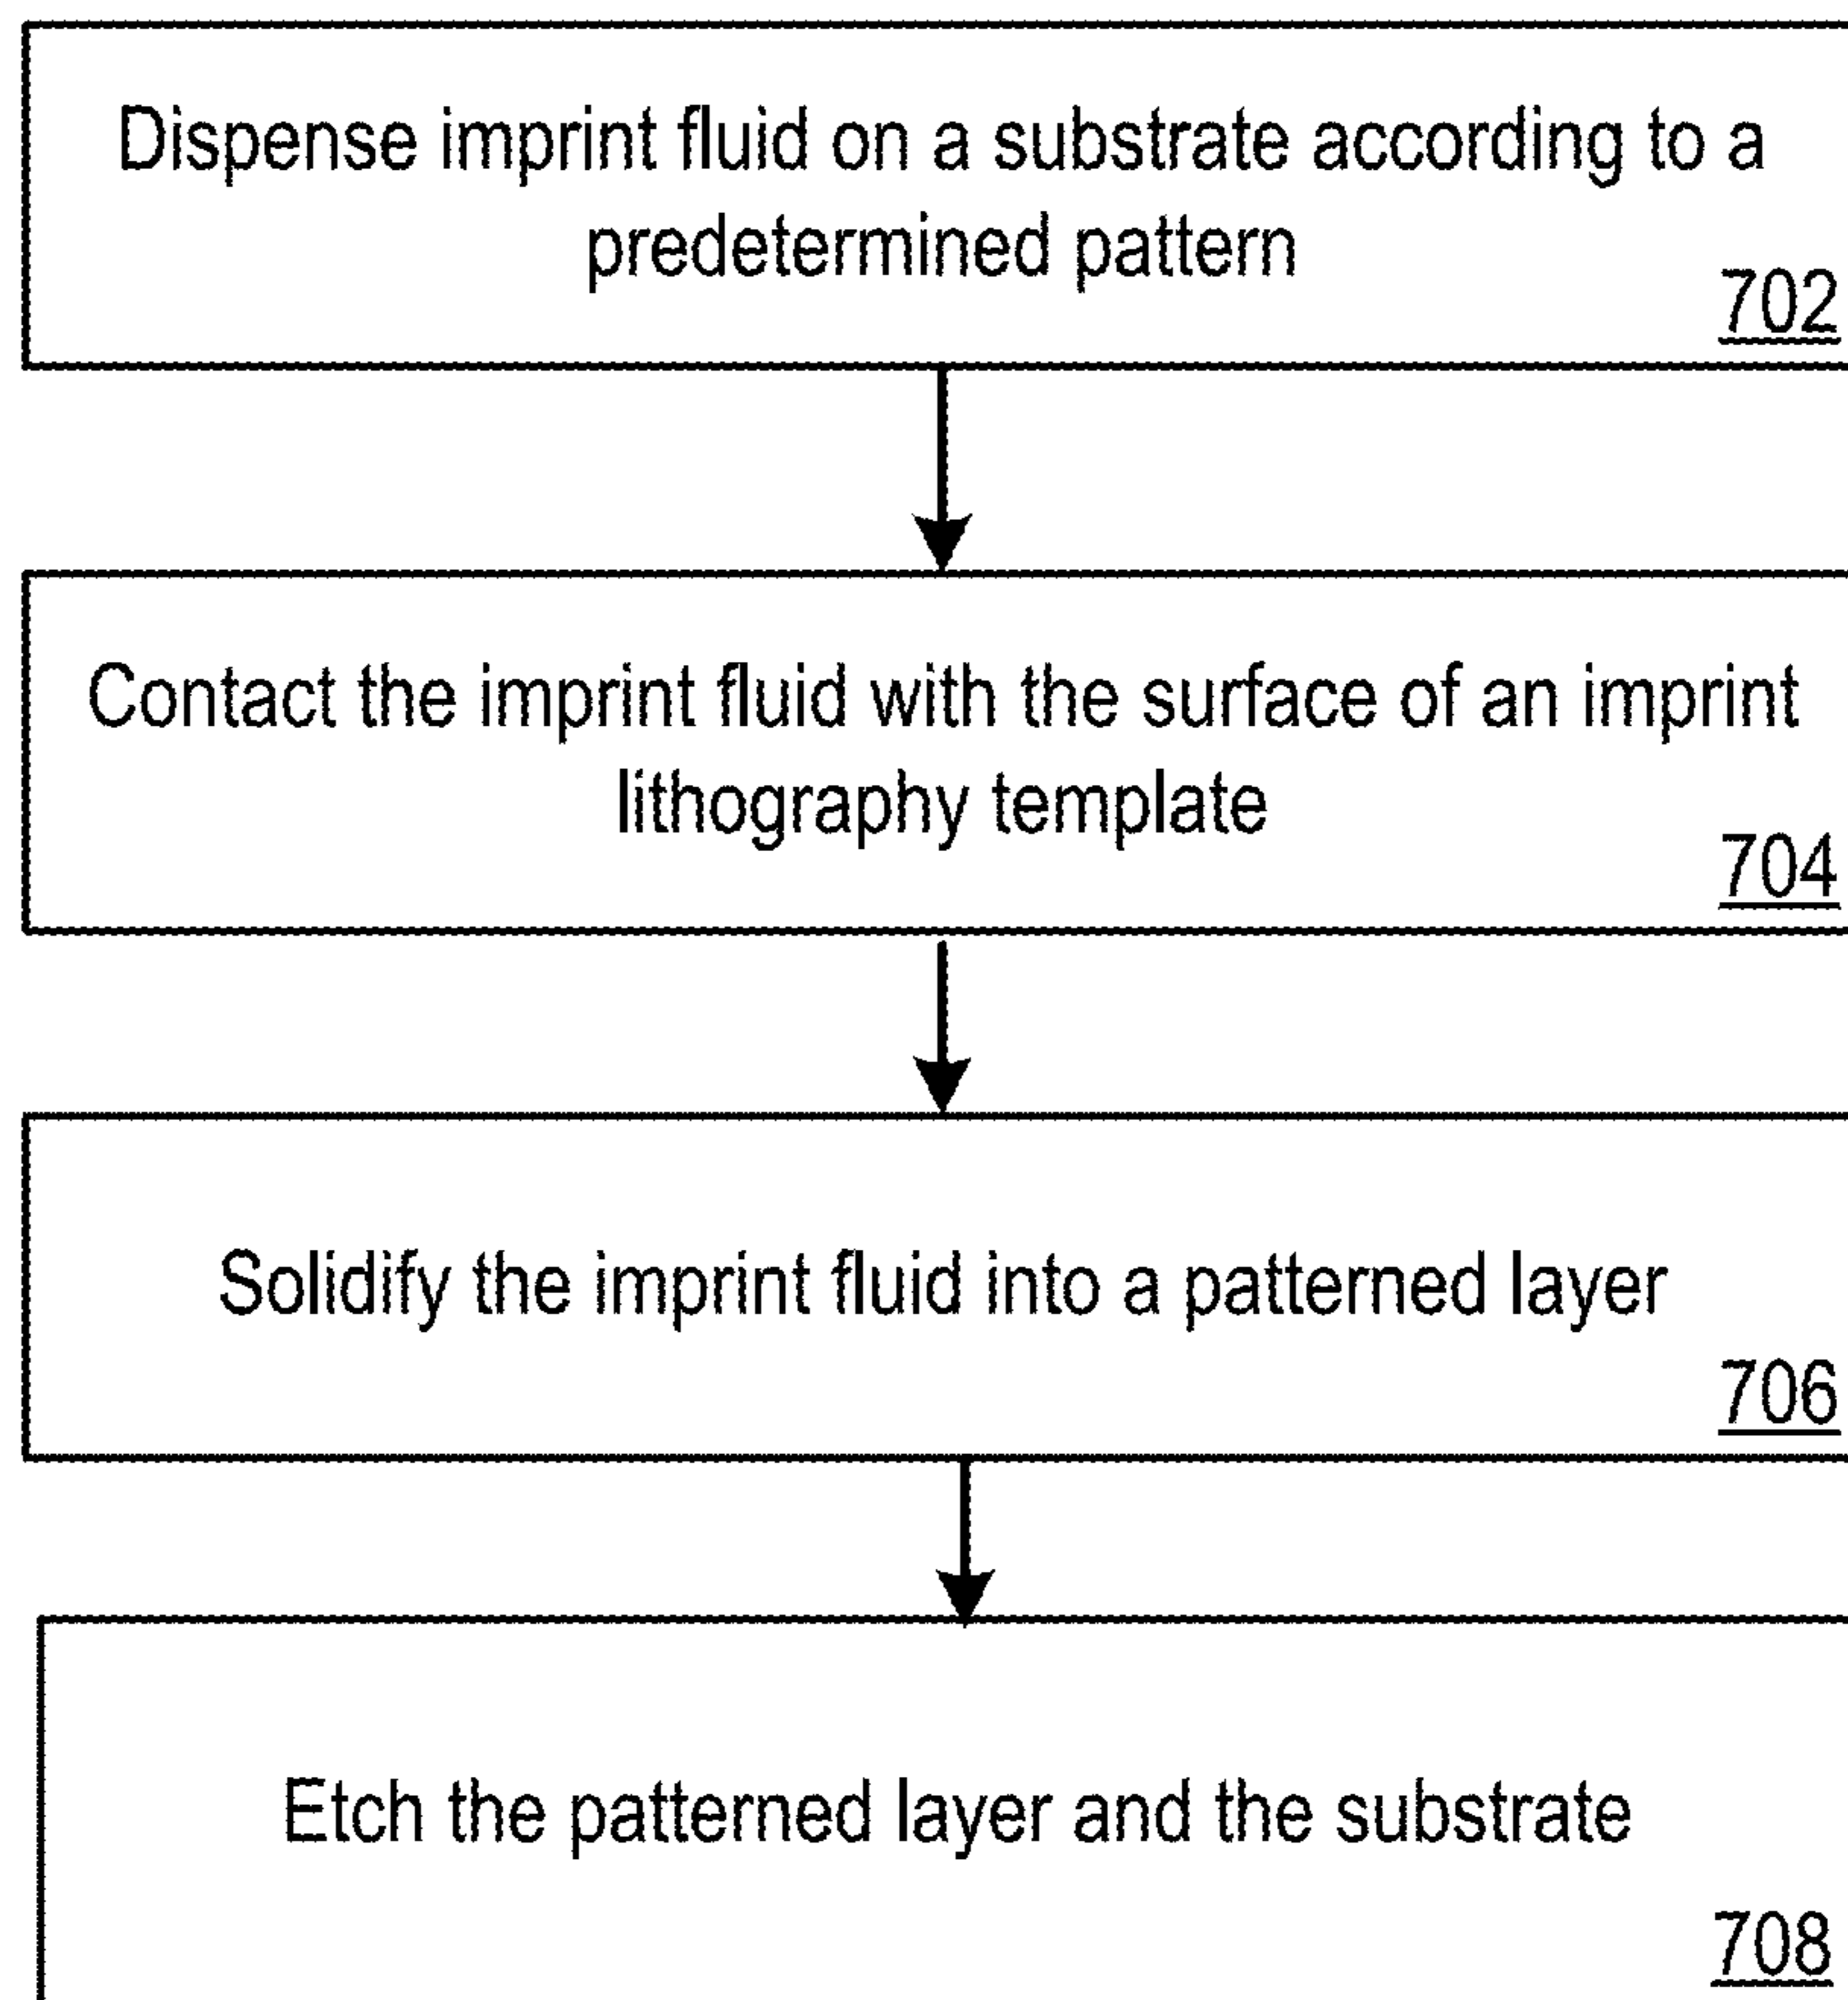 Dispense imprint fluid on a substrate according to a
predetermined pattern
702
Contact the imprint fluid with the surface of an imprint
lithography template
704
Solidify the imprint fluid into a patterned layer
706
Etch the patterned layer and the substrate
708